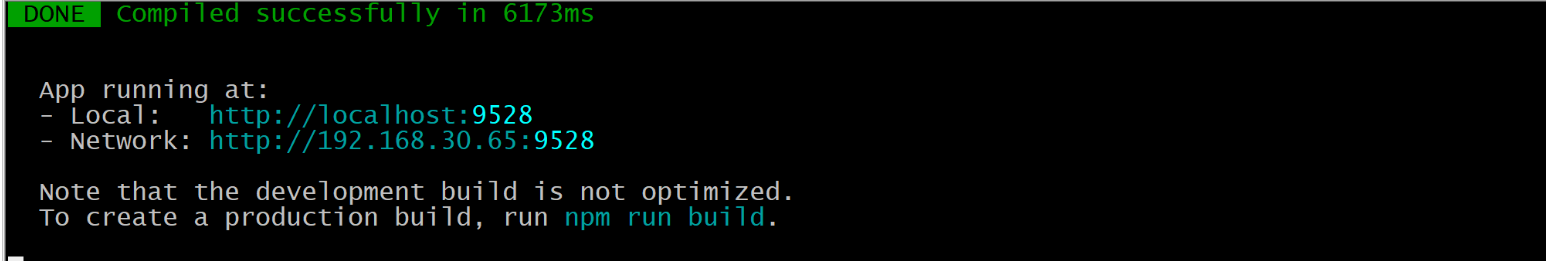 DONE Compiled successfully in 6173ms
App running at:
- Local: http://localhost:9528
- Network: http://192.168.30.65:9528
Note that the development build is not optimized.
To create a production build, run npm run build.